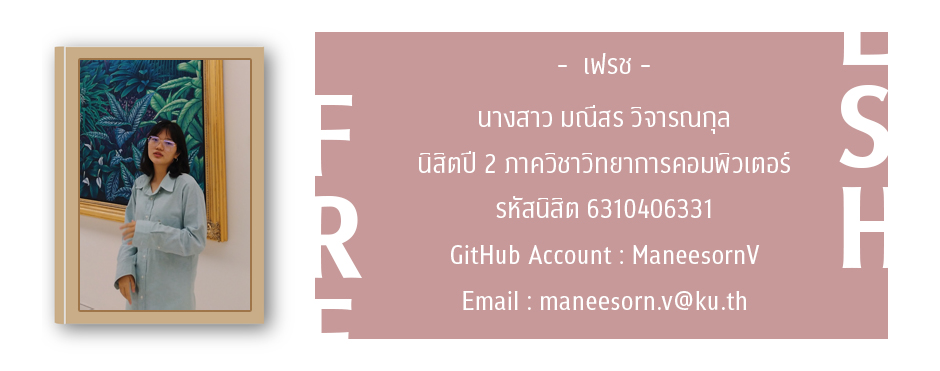 - เฟรช -
นางสาว มณีสร วิจารณกุล
นิสิตปี 2 ภาควิชาวิทยาการคอมพิวเตอร์
รหัสนิสิต 6310406331
GitHub Account : ManeesornV
Email : maneesorn.v@ku.th
FRE
ESH